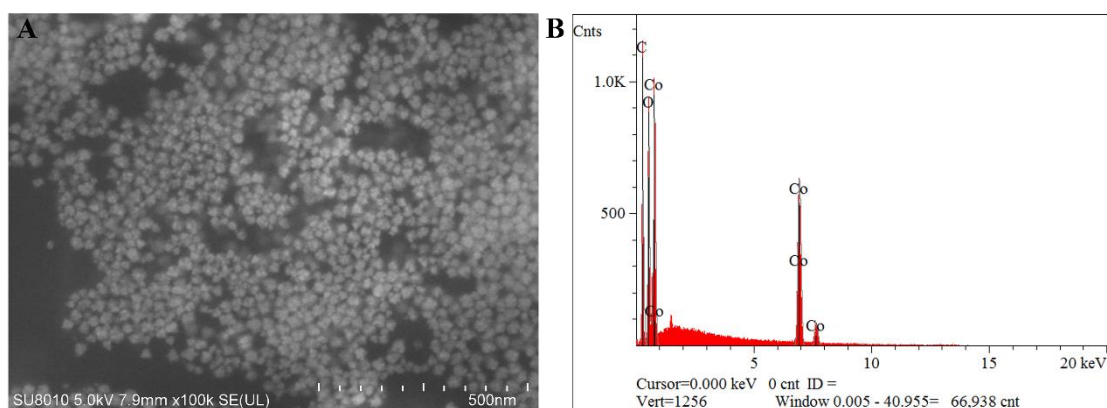 A
SU8010 5.0kV 7.9mm x100k SE(UL)
500nm
B
Cnts
C
Co
1.0K
O
Co
500
Co
Co
Co
5
10
15
20 keV
Cursor=0.000 keV 0 cnt ID =
Vert=1256 Window 0.005 - 40.955= 66,938 cnt